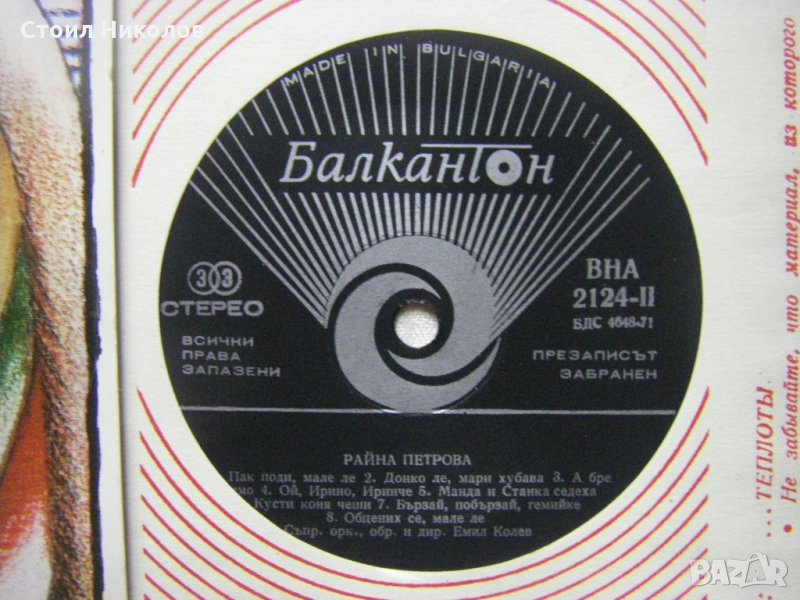 Стоил Николов
MADE IN BULGARIA
Балкантон
33
СТЕРЕО
ВСИЧКИ
ПРАВА
ЗАПАЗЕНИ
ВНА
2124-II
БДС 4648-71
ПРЕЗАПИСЪТ
ЗАБРАНЕН
РАЙНА ПЕТРОВА
Пак поди, мале ле 2. Донко ле, мари хубава 3. А бре
мо 4. Ой, Ирино, Иринче 5. Манда и Станка седеха
Кусти коня чеши 7. Бързай, побързай, гемийке
8. Общених се, мале ле
Съпр. орк., обр. и дир. Емил Колев
... ТЕПЛОТЫ.
• Не забывайте, что материал, из которого
BAZAR